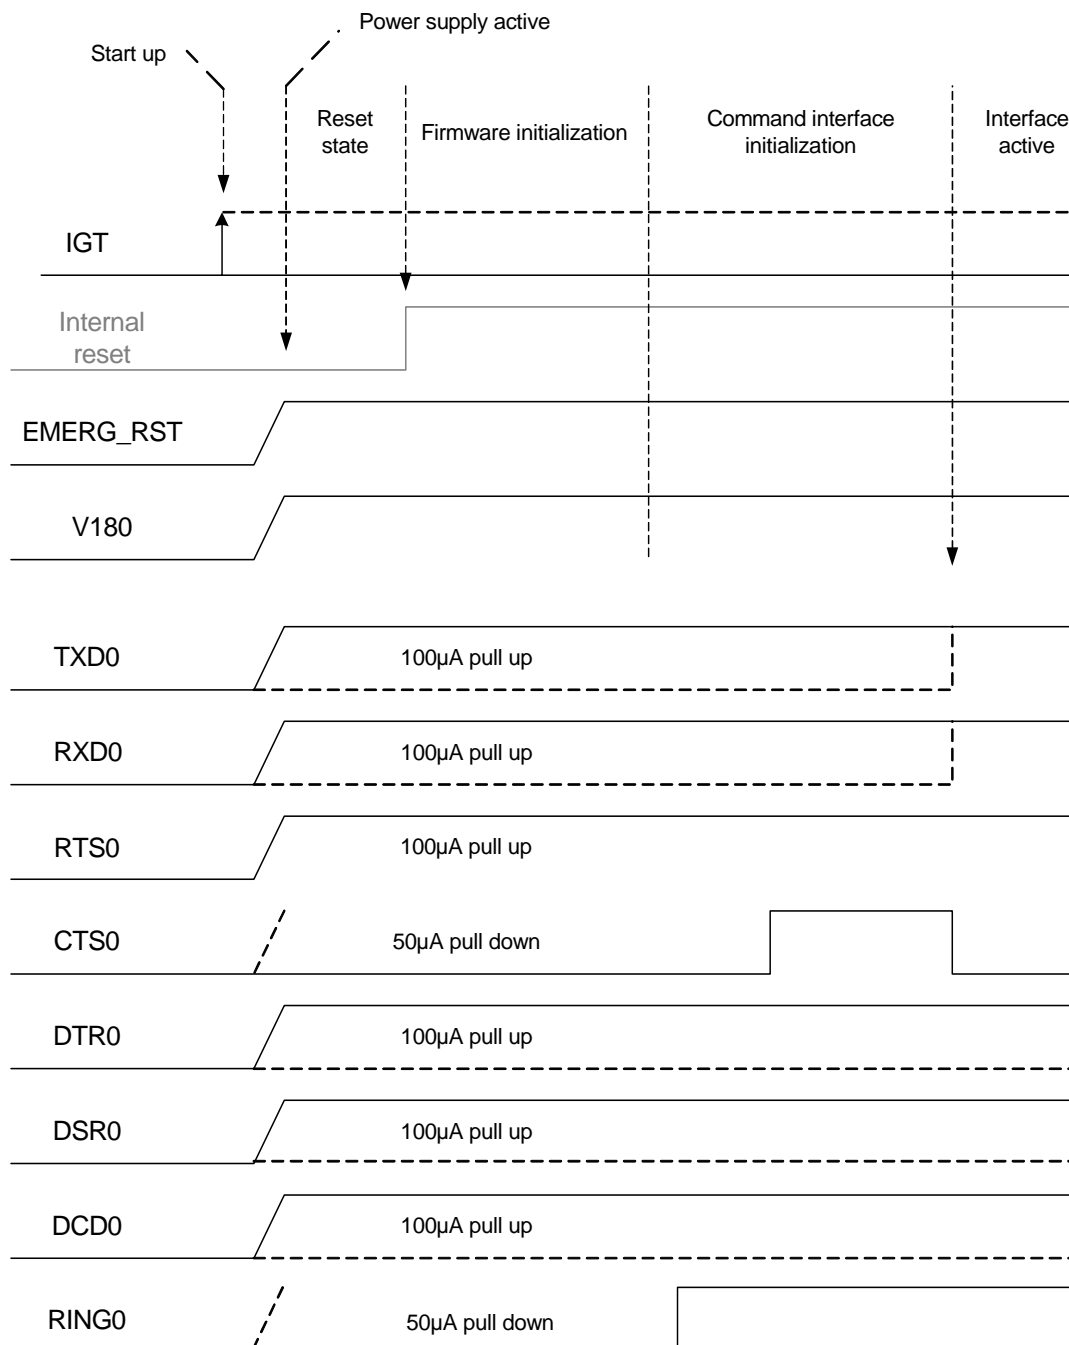 Power supply active
Start up
Reset
state
Firmware initialization
Command interface
initialization
Interface
active
IGT
Internal
reset
EMERG_RST
V180
TXD0
100µA pull up
RXD0
100µA pull up
RTS0
100µA pull up
CTS0
50µA pull down
DTR0
100µA pull up
DSR0
100µA pull up
DCD0
100µA pull up
RING0
50µA pull down